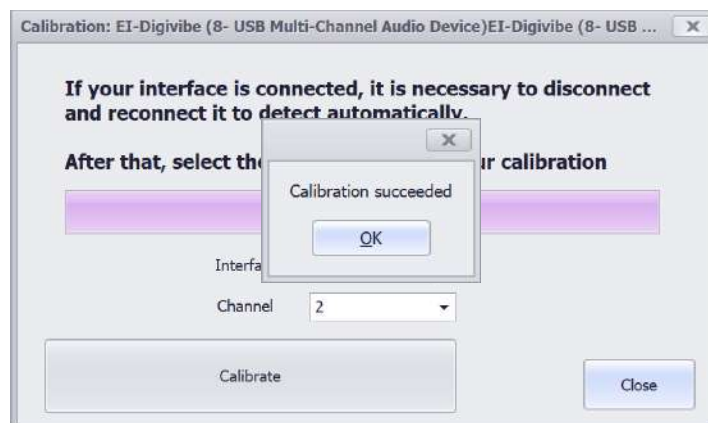 Calibration: EI-Digivibe (8- USB Multi-Channel Audio Device)EI-Digivibe (8- USB ...
If your interface is connected, it is necessary to disconnect
and reconnect it to detect automatically.
After that, select the ur calibration
Calibration succeeded
OK
Interfa
Channel 2
Calibrate
Close